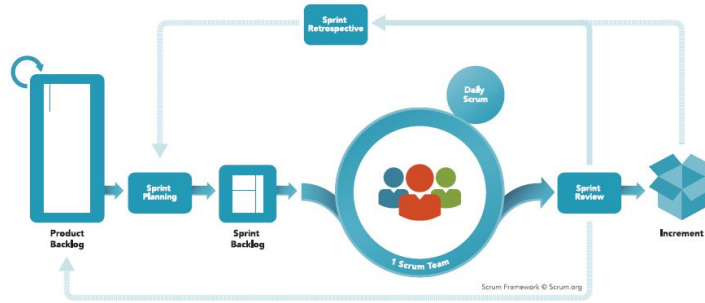 Sprint
Retrospective
Daily
Scrum
Sprint
Planning
Sprint
Review
Product
Backlog
Sprint
Backlog
1 Scrum Team
Increment
Scrum Framework © Scrum.org